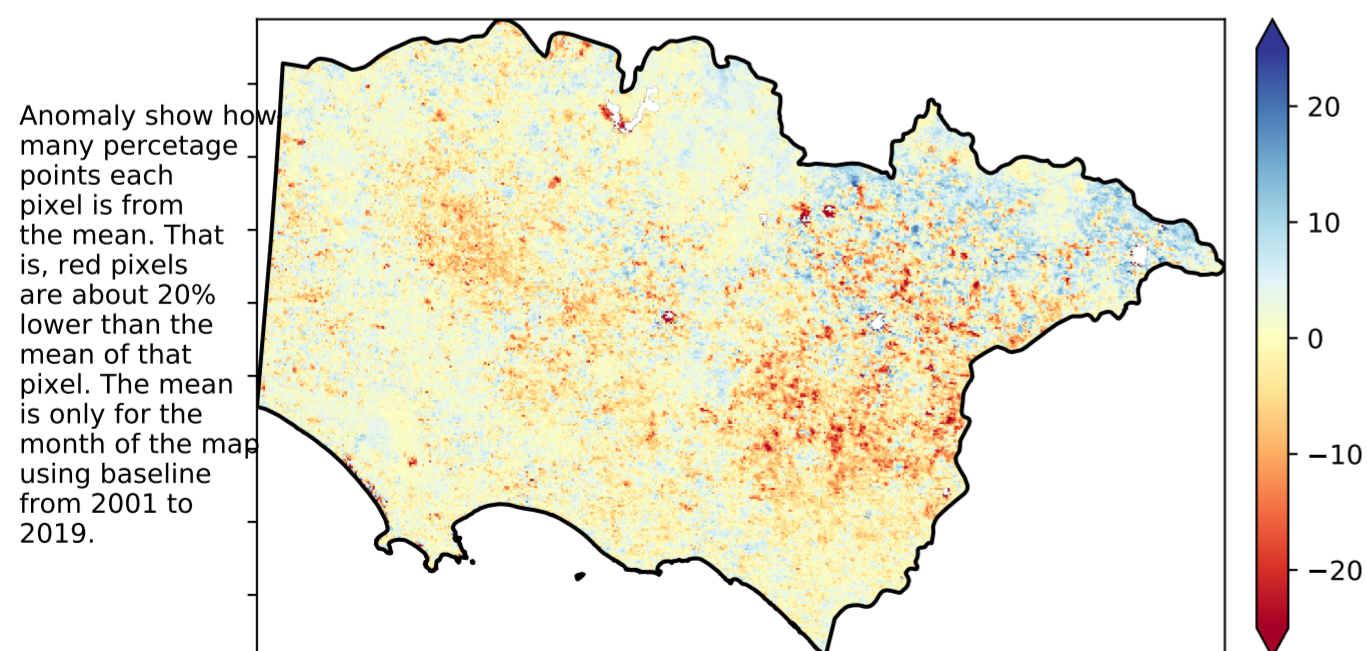 Anomaly show how
many percetage
points each
pixel is from
the mean. That
is, red pixels
are about 20%
lower than the
mean of that
pixel. The mean
is only for the
month of the map
using baseline
from 2001 to
2019.
20
10
0
−10
−20